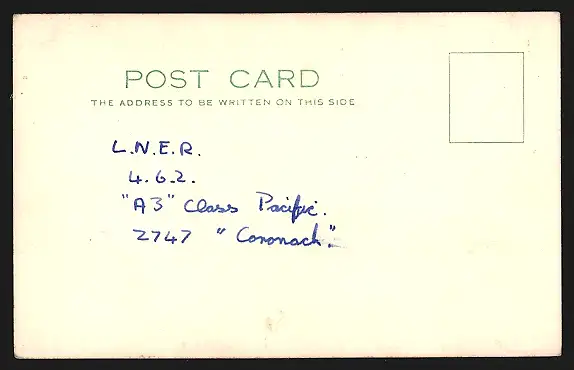 POST CARD
THE ADDRESS TO BE WRITTEN ON THIS SIDE
L.N.E.R.
4.6.2.
"A3" Class Pacific.
2747 "Coronach".